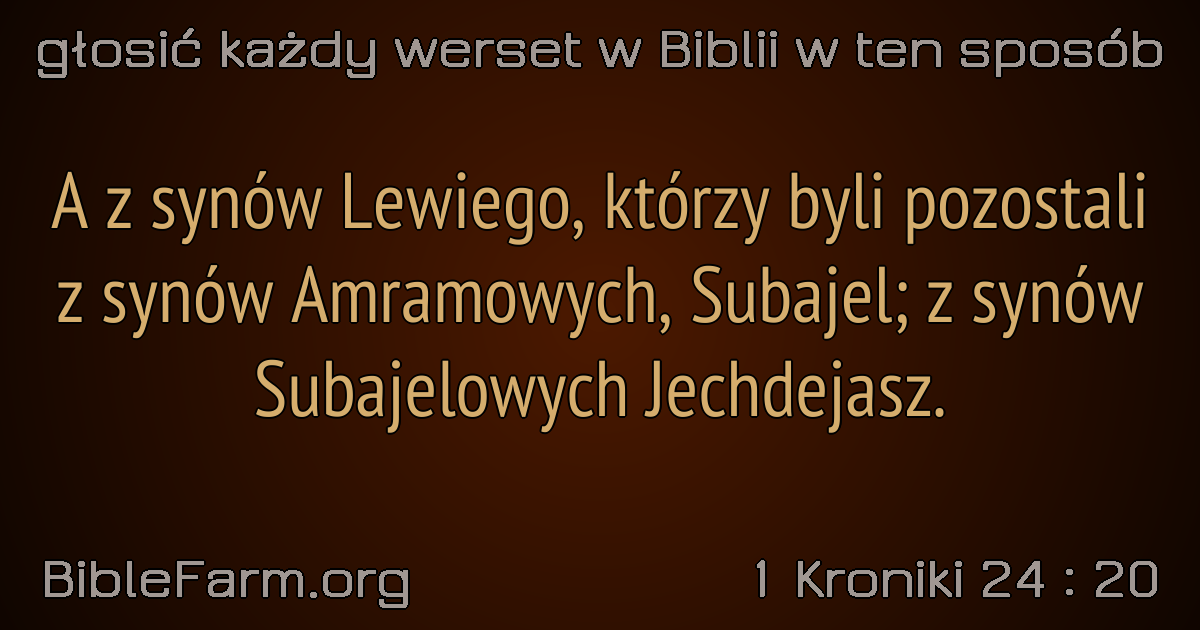 głosić każdy werset w Biblii w ten sposób
A z synów Lewiego, którzy byli pozostali
z synów Amramowych, Subajel; z synów
Subajelowych Jechdejasz.
BibleFarm.org
1 Kroniki 24 : 20